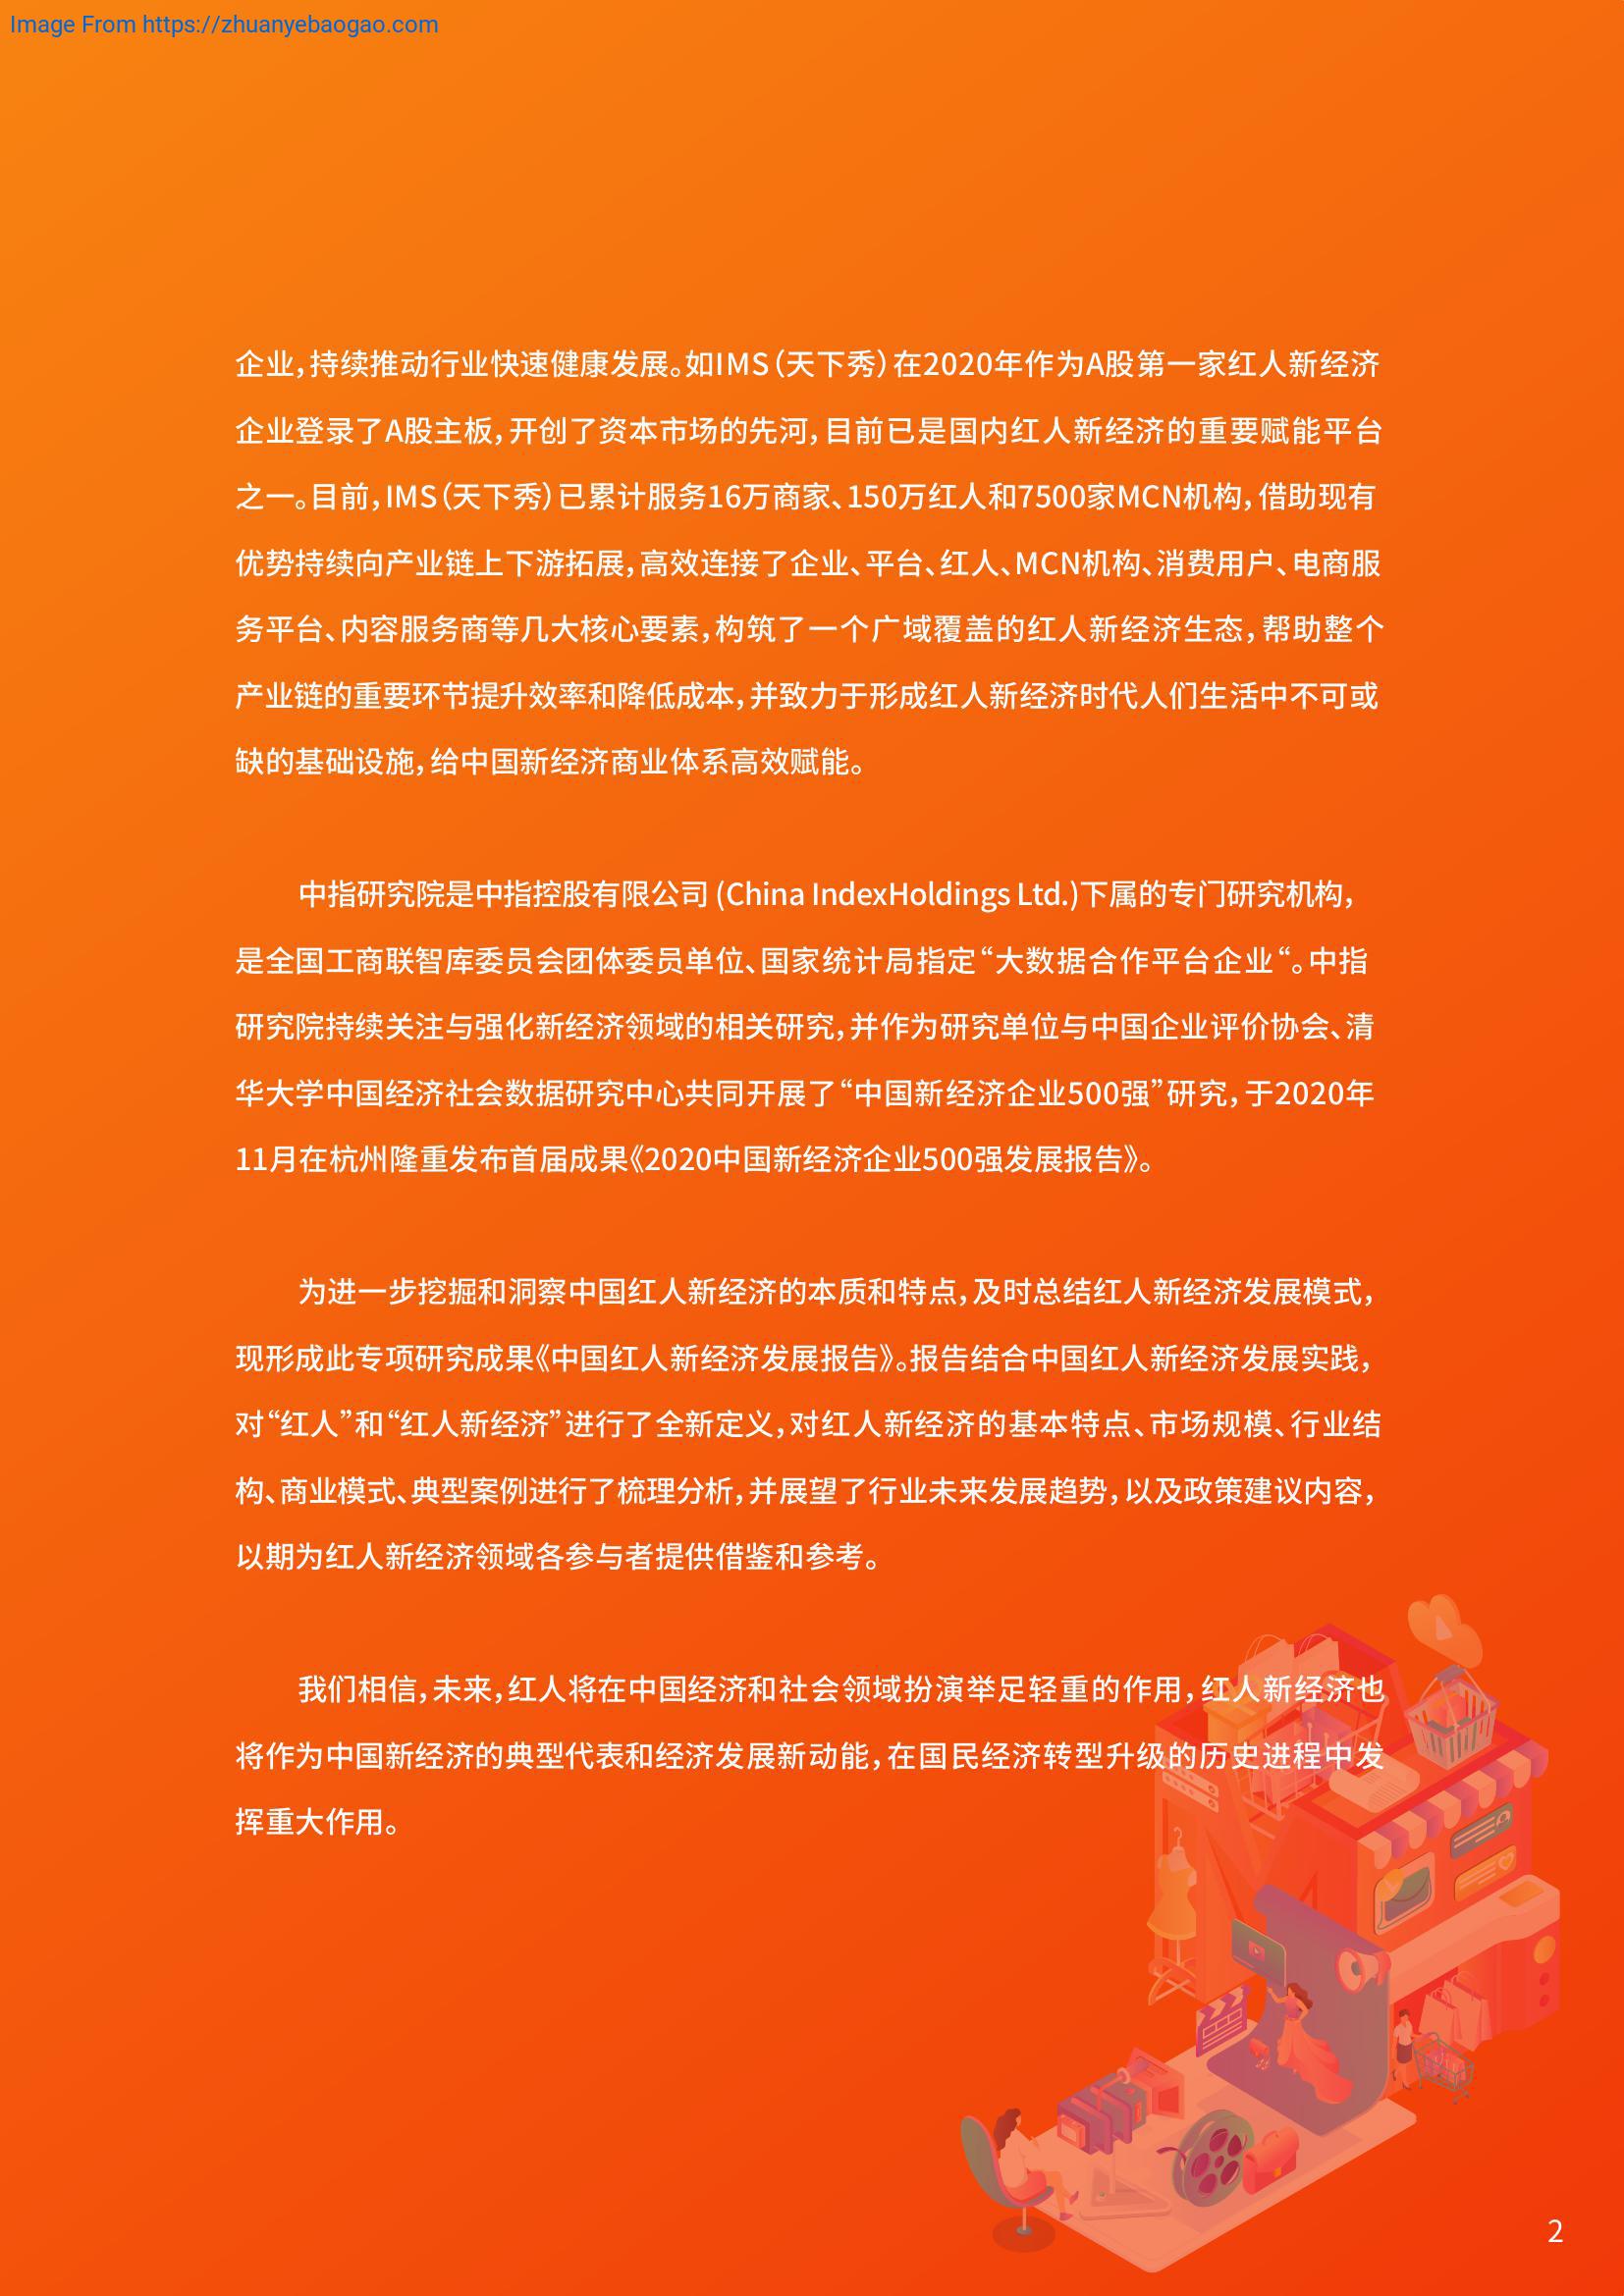 Image From https://zhuanyebaogao.com
企业，持续推动行业快速健康发展。如IMS（天下秀）在2020年作为A股第一家红人新经济
企业登录了A股主板，开创了资本市场的先河，目前已是国内红人新经济的重要赋能平台
之一。目前，IMS（天下秀）已累计服务16万商家、150万红人和7500家MCN机构，借助现有
优势持续向产业链上下游拓展，高效连接了企业、平台、红人、MCN机构、消费用户、电商服
务平台、内容服务商等几大核心要素，构筑了一个广域覆盖的红人新经济生态，帮助整个
产业链的重要环节提升效率和降低成本，并致力于形成红人新经济时代人们生活中不可或
缺的基础设施，给中国新经济商业体系高效赋能。
中指研究院是中指控股有限公司 (China IndexHoldings Ltd.)下属的专门研究机构，
是全国工商联智库委员会团体委员单位、国家统计局指定“大数据合作平台企业“。中指
研究院持续关注与强化新经济领域的相关研究，并作为研究单位与中国企业评价协会、清
华大学中国经济社会数据研究中心共同开展了“中国新经济企业500强”研究，于2020年
11月在杭州隆重发布首届成果《2020中国新经济企业500强发展报告》。
为进一步挖掘和洞察中国红人新经济的本质和特点，及时总结红人新经济发展模式，
现形成此专项研究成果《中国红人新经济发展报告》。报告结合中国红人新经济发展实践，
对“红人”和“红人新经济”进行了全新定义，对红人新经济的基本特点、市场规模、行业结
构、商业模式、典型案例进行了梳理分析，并展望了行业未来发展趋势，以及政策建议内容，
以期为红人新经济领域各参与者提供借鉴和参考。
我们相信，未来，红人将在中国经济和社会领域扮演举足轻重的作用，红人新经济也
将作为中国新经济的典型代表和经济发展新动能，在国民经济转型升级的历史进程中发
挥重大作用。
2